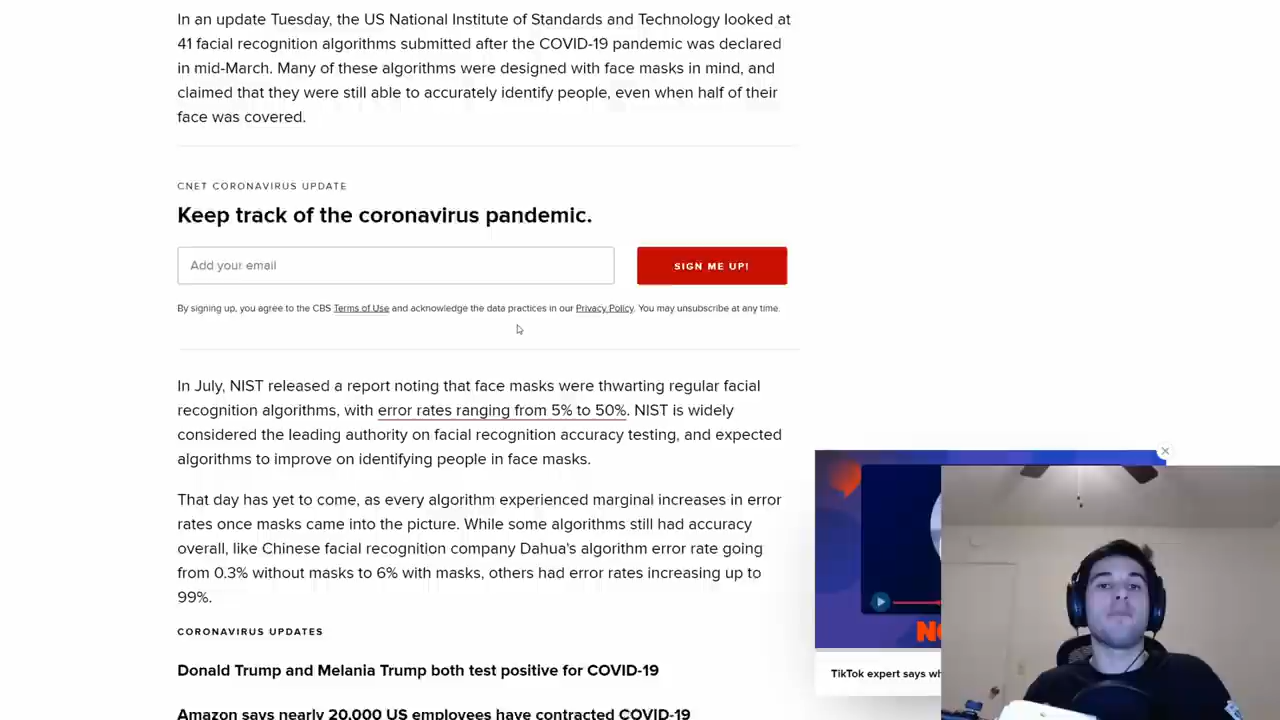 In an update Tuesday, the US National Institute of Standards and Technology looked at
41 facial recognition algorithms submitted after the COVID-19 pandemic was declared
in mid-March. Many of these algorithms were designed with face masks in mind, and
claimed that they were still able to accurately identify people, even when half of their
face was covered.
CNET CORONAVIRUS UPDATE
Keep track of the coronavirus pandemic.
Add your email
SIGN ME UP!
By signing up, you agree to the CBS Terms of Use and acknowledge the data practices in our Privacy Policy. You may unsubscribe at any time.
In July, NIST released a report noting that face masks were thwarting regular facial
recognition algorithms, with error rates ranging from 5% to 50%. NIST is widely
considered the leading authority on facial recognition accuracy testing, and expected
algorithms to improve on identifying people in face masks.
That day has yet to come, as every algorithm experienced marginal increases in error
rates once masks came into the picture. While some algorithms still had accuracy
overall, like Chinese facial recognition company Dahua's algorithm error rate going
from 0.3% without masks to 6% with masks, others had error rates increasing up to
99%.
CORONAVIRUS UPDATES
Donald Trump and Melania Trump both test positive for COVID-19
Amazon says nearly 20,000 US employees have contracted COVID-19
TikTok expert says